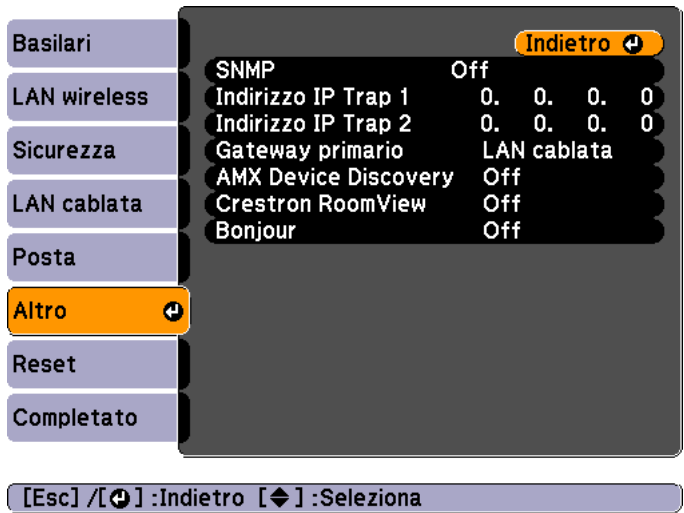 Basilari
LAN wireless
Sicurezza
LAN cablata
Posta
Altro
Reset
Completato
Indietro
SNMP Off
Indirizzo IP Trap 1 0. 0. 0. 0
Indirizzo IP Trap 2 0. 0. 0. 0
Gateway primario LAN cablata
AMX Device Discovery Off
Crestron RoomView Off
Bonjour Off
[Esc] /[⏎] :Indietro [◆] :Seleziona